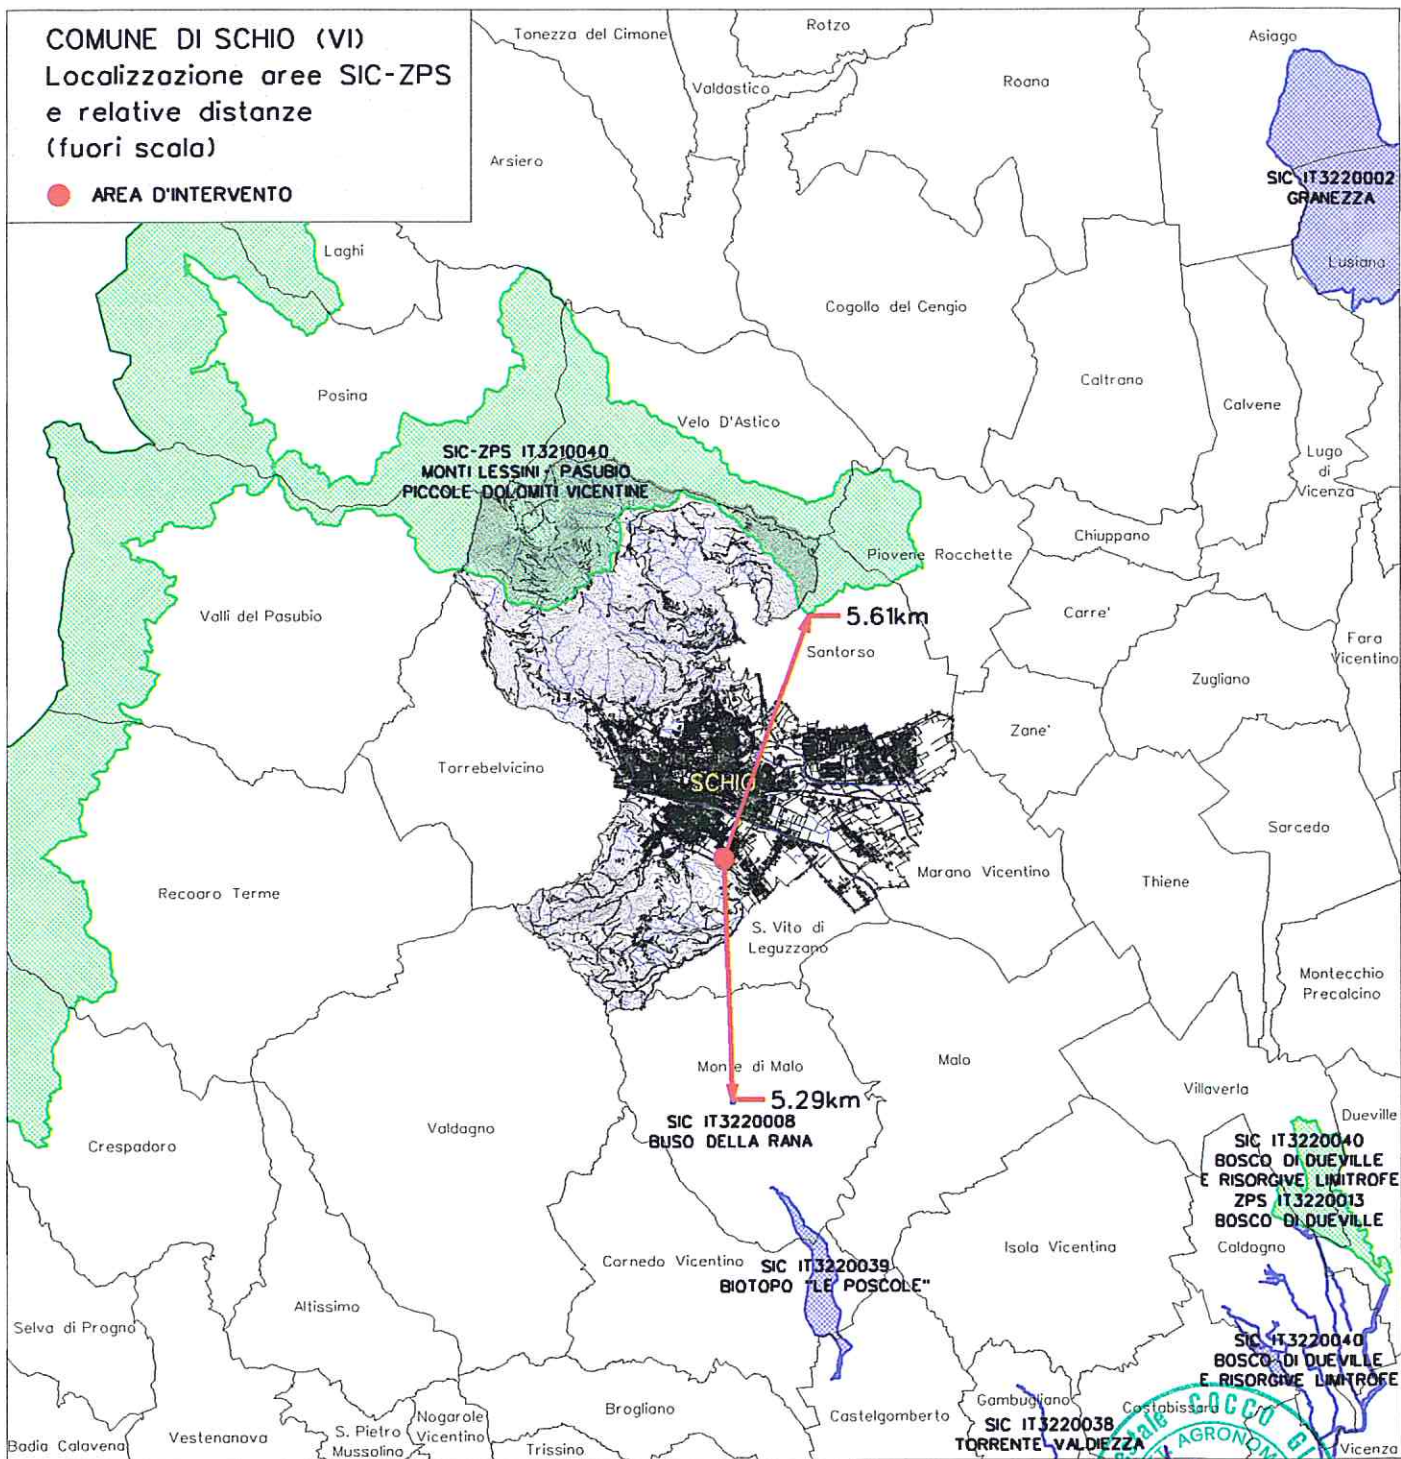 COMUNE DI SCHIO (VI)
Localizzazione aree SIC-ZPS
e relative distanze
(fuori scala)
AREA D'INTERVENTO
Tonezza del Cimone
Rotzo
Asiago
Valdastico
Roana
Arsiero
SIC IT3220002
GRANEZZA
Laghi
Lusiana
Cogollo del Cengio
Posina
Caltrano
Calvene
Velo D'Astico
SIC-ZPS IT3210040
MONTI LESSINI - PASUBIO
PICCOLE DOLOMITI VICENTINE
Lugo
di
Vicenza
Chiuppano
Piovene Rocchette
Valli del Pasubio
5.61km
Carre'
Santorso
Fara
Vicentino
Zugliano
Zane'
Torrebelvicino
SCHIO
Sarcedo
Recoaro Terme
Marano Vicentino
Thiene
S. Vito di
Leguzzano
Montecchio
Precalcino
Monte di Malo
Malo
Villaverla
5.29km
SIC IT3220008
BUSO DELLA RANA
Dueville
Crespadoro
Valdagno
SIC IT3220040
BOSCO DI DUEVILLE
E RISORGIVE LIMITROFE
ZPS IT3220013
BOSCO DI DUEVILLE
Caldogno
Isola Vicentina
Cornedo Vicentino
SIC IT3220039
BIOTOPO "LE POSCOLE"
Altissimo
Selva di Progno
SIC IT3220040
BOSCO DI DUEVILLE
E RISORGIVE LIMITROFE
Gambugliano
Costabissara
Castelgomberto
SIC IT3220038
TORRENTE VALDIEZZA
Brogliano
Nogarole
Vicentino
S. Pietro
Mussolino
Vestenanova
Badia Calavena
Trissino
Vicenza
COCCO
AGRONOM